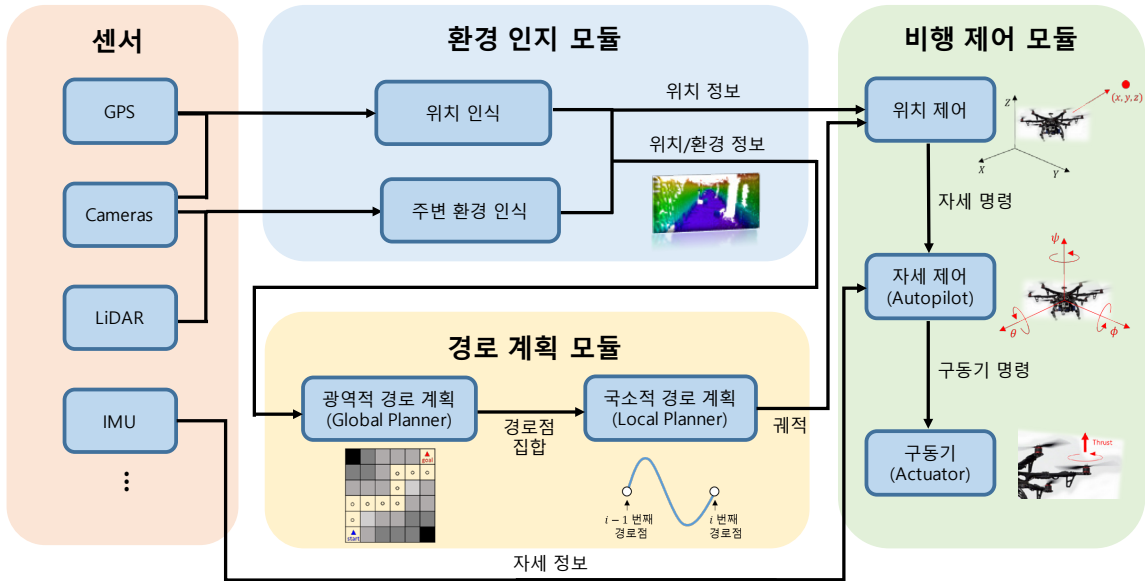 센서
GPS
Cameras
LiDAR
IMU
⋮
환경 인지 모듈
위치 인식
주변 환경 인식
위치 정보
위치/환경 정보
경로 계획 모듈
광역적 경로 계획
(Global Planner)
경로점
집합
국소적 경로 계획
(Local Planner)
궤적
goal
start
i − 1 번째
경로점
i 번째
경로점
자세 정보
비행 제어 모듈
위치 제어
Z
X
Y
(x, y, z)
자세 명령
자세 제어
(Autopilot)
ψ
θ
ϕ
구동기 명령
구동기
(Actuator)
Thrust